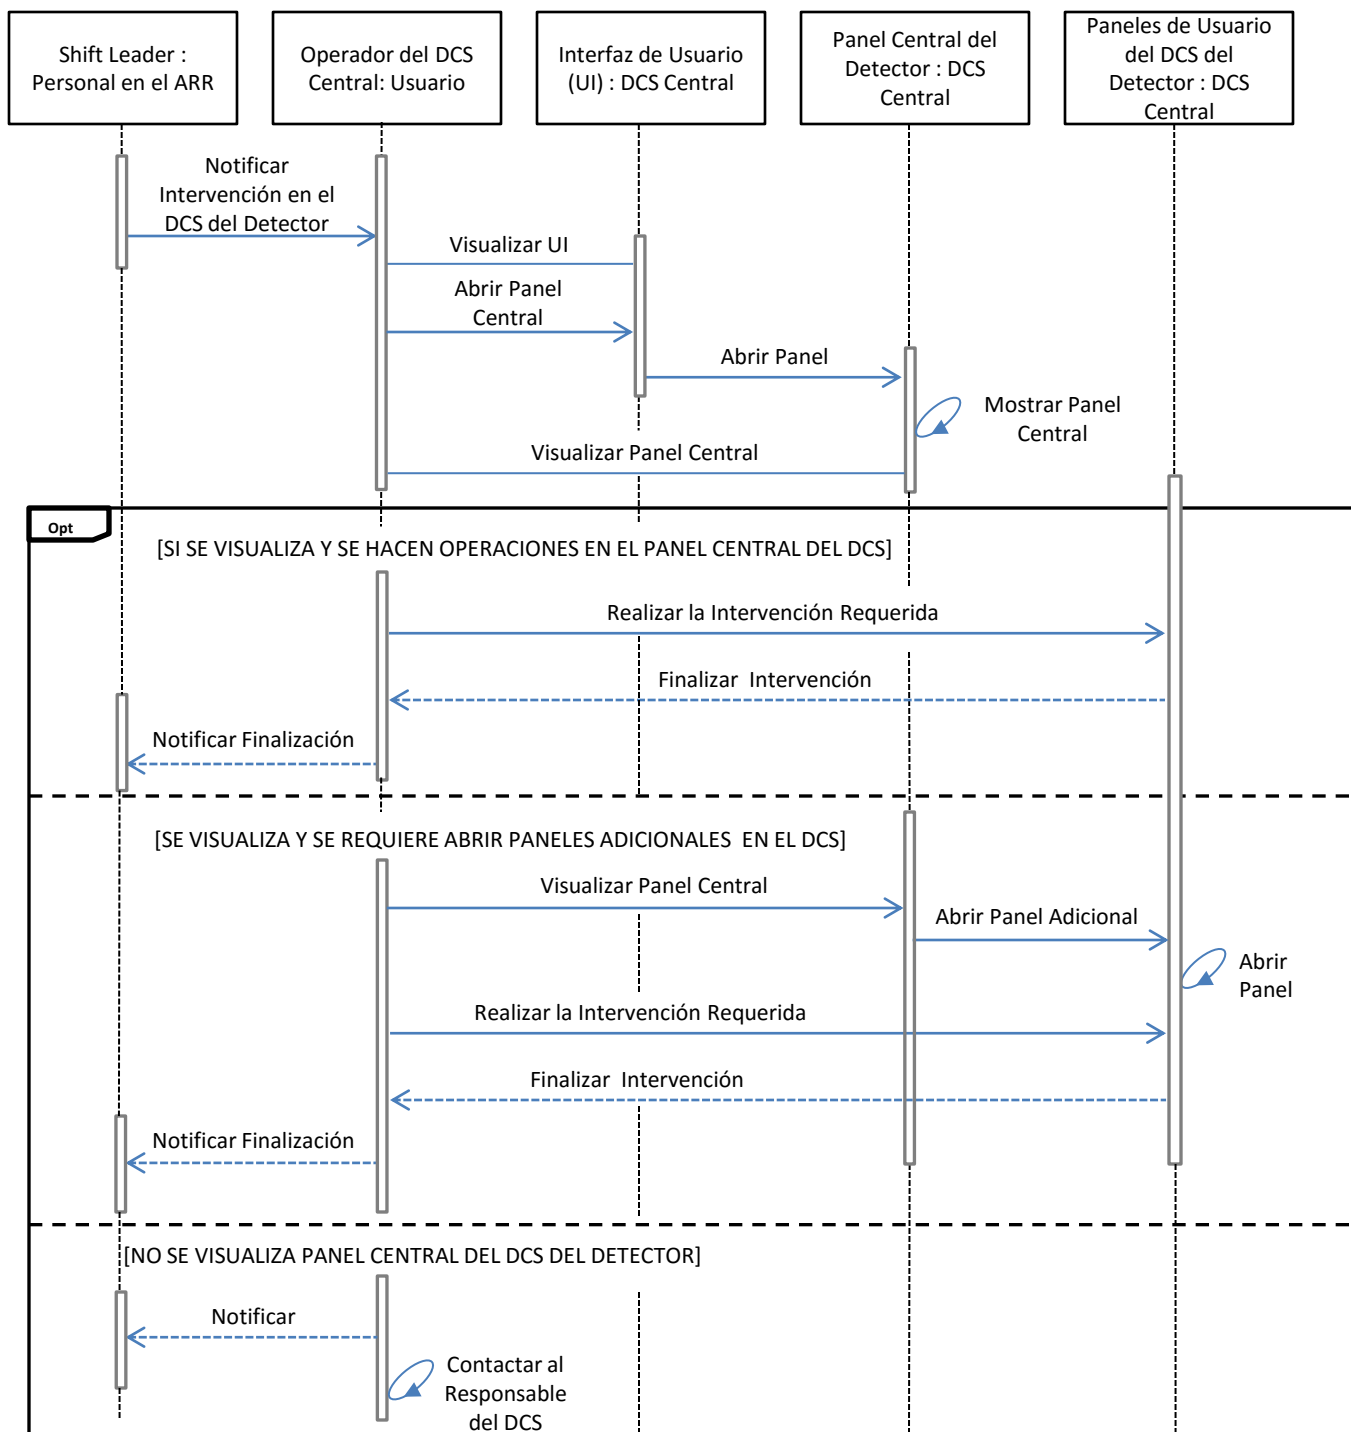 Shift Leader :
Personal en el ARR
Operador del DCS
Central: Usuario
Interfaz de Usuario
(UI) : DCS Central
Panel Central del
Detector : DCS
Central
Paneles de Usuario
del DCS del
Detector : DCS
Central
Notificar
Intervención en el
DCS del Detector
Visualizar UI
Abrir Panel
Central
Abrir Panel
Mostrar Panel
Central
Visualizar Panel Central
Opt
[SI SE VISUALIZA Y SE HACEN OPERACIONES EN EL PANEL CENTRAL DEL DCS]
Realizar la Intervención Requerida
Finalizar Intervención
Notificar Finalización
[SE VISUALIZA Y SE REQUIERE ABRIR PANELES ADICIONALES EN EL DCS]
Visualizar Panel Central
Abrir Panel Adicional
Abrir
Panel
Realizar la Intervención Requerida
Finalizar Intervención
Notificar Finalización
[NO SE VISUALIZA PANEL CENTRAL DEL DCS DEL DETECTOR]
Notificar
Contactar al
Responsable
del DCS